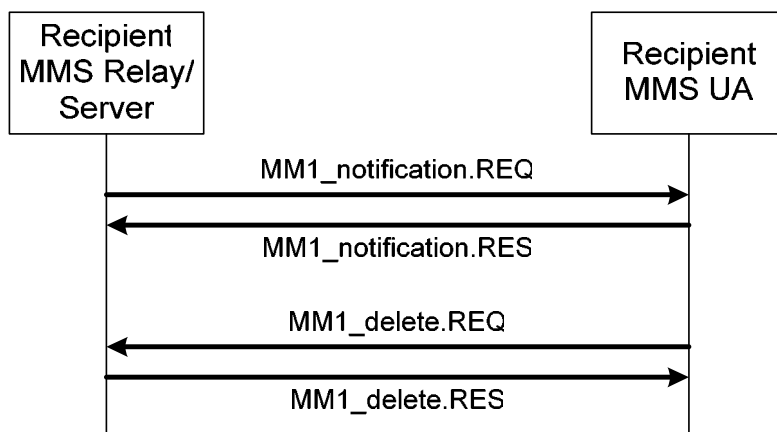 Recipient
MMS Relay/
Server
Recipient
MMS UA
MM1_notification.REQ
MM1_notification.RES
MM1_delete.REQ
MM1_delete.RES